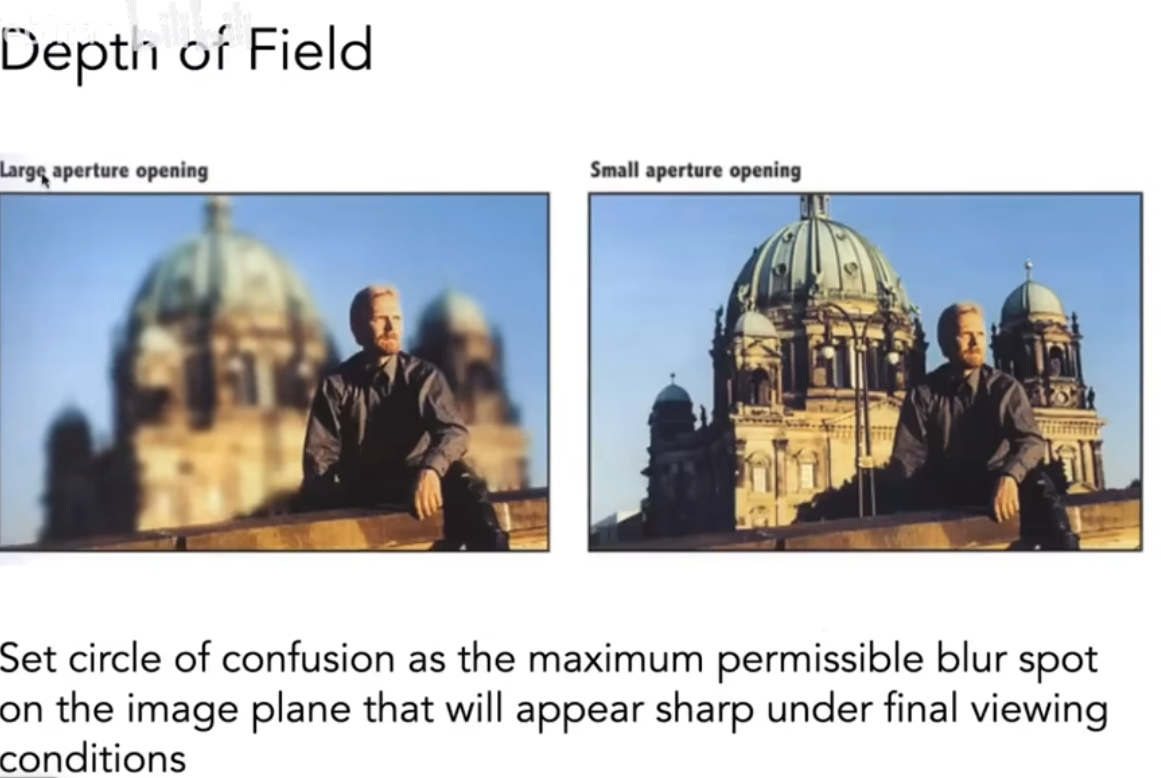 Depth of Field
Large aperture opening
Small aperture opening
Set circle of confusion as the maximum permissible blur spot
on the image plane that will appear sharp under final viewing
conditions